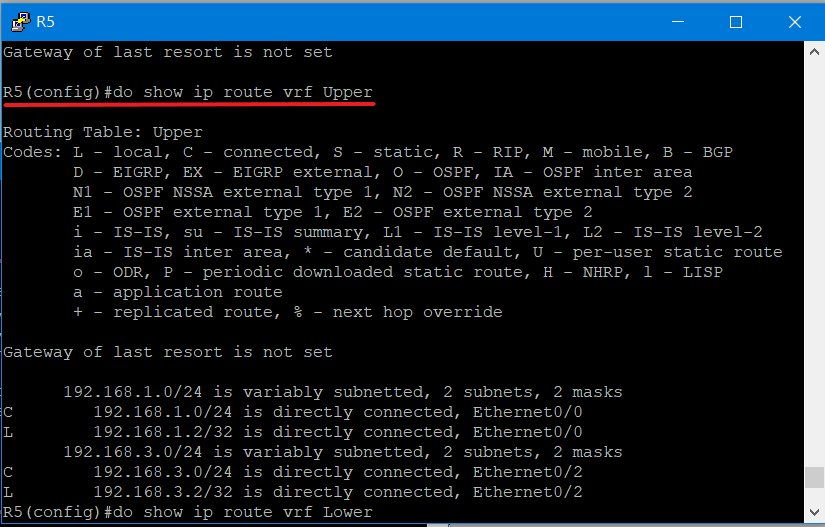 R5
Gateway of last resort is not set
R5(config)#do show ip route vrf Upper
Routing Table: Upper
Codes: L - local, C - connected, S - static, R - RIP, M - mobile, B - BGP
D - EIGRP, EX - EIGRP external, O - OSPF, IA - OSPF inter area
N1 - OSPF NSSA external type 1, N2 - OSPF NSSA external type 2
E1 - OSPF external type 1, E2 - OSPF external type 2
i - IS-IS, su - IS-IS summary, L1 - IS-IS level-1, L2 - IS-IS level-2
ia - IS-IS inter area, * - candidate default, U - per-user static route
o - ODR, P - periodic downloaded static route, H - NHRP, l - LISP
a - application route
+ - replicated route, % - next hop override
Gateway of last resort is not set
192.168.1.0/24 is variably subnetted, 2 subnets, 2 masks
C 192.168.1.0/24 is directly connected, Ethernet0/0
L 192.168.1.2/32 is directly connected, Ethernet0/0
192.168.3.0/24 is variably subnetted, 2 subnets, 2 masks
C 192.168.3.0/24 is directly connected, Ethernet0/2
L 192.168.3.2/32 is directly connected, Ethernet0/2
R5(config)#do show ip route vrf Lower